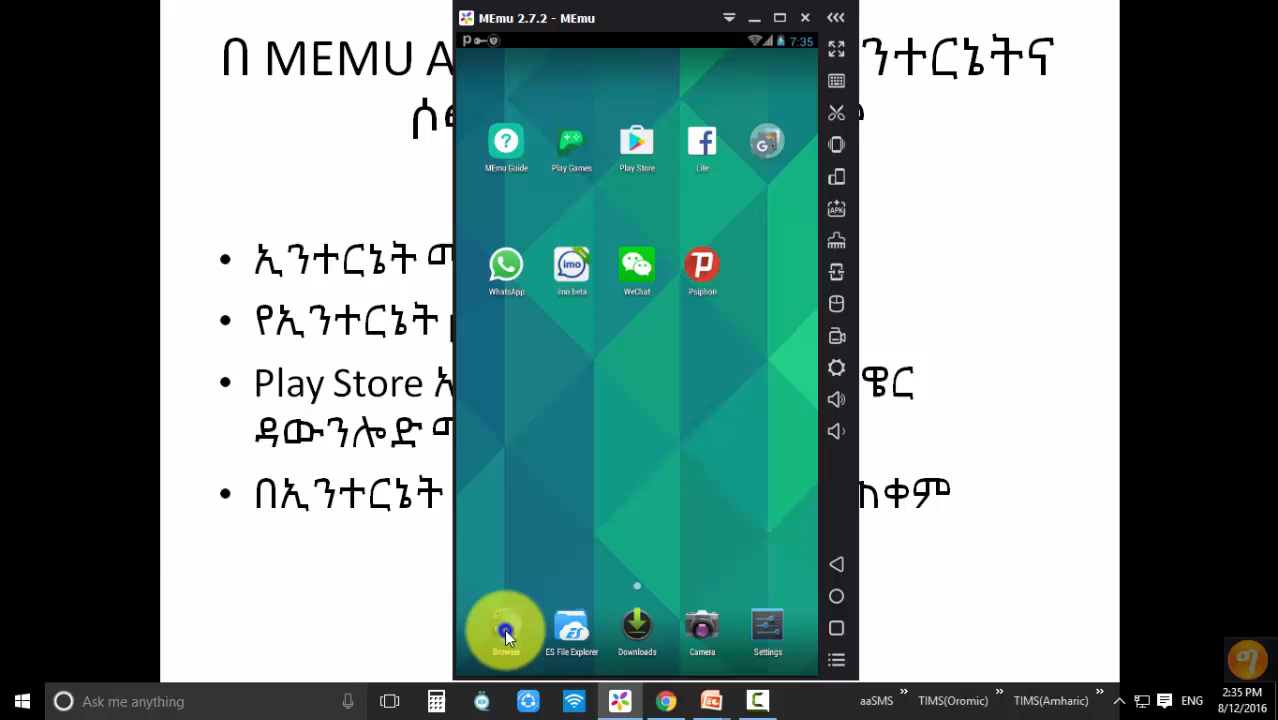 MEmu 2.7.2 - MEmu
7:35
በ MEMU A
ንተርኔትና
MEmu Guide
Play Games
Play Store
Lite
ኢንተርኔት
WhatsApp
imo beta
WeChat
Psiphon
የኢንተርኔት
Play Store
ዌር
ዳውንሎድ
በኢንተርኔት
ጠቀም
Browser
ES File Explorer
Downloads
Camera
Settings
APK
Ask me anything
aaSMS
TIMS(Oromic)
TIMS(Amharic)
ENG
2:35 PM
8/12/2016